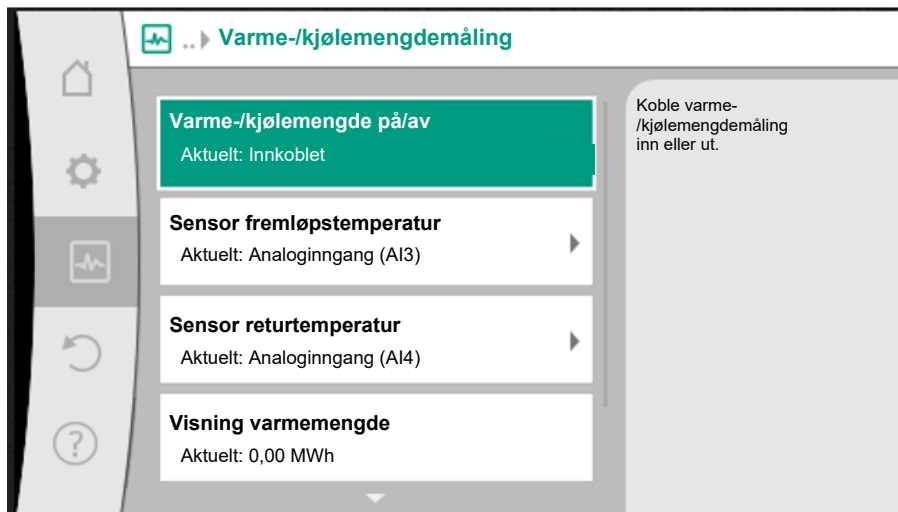 .. Varme-/kjølemengdemåling
Varme-/kjølemengde på/av
Aktuelt: Innkoblet
Sensor fremløpstemperatur
Aktuelt: Analoginngang (AI3)
Sensor returtemperatur
Aktuelt: Analoginngang (AI4)
Visning varmemengde
Aktuelt: 0,00 MWh
Koble varme-
/kjølemengdemåling
inn eller ut.
?